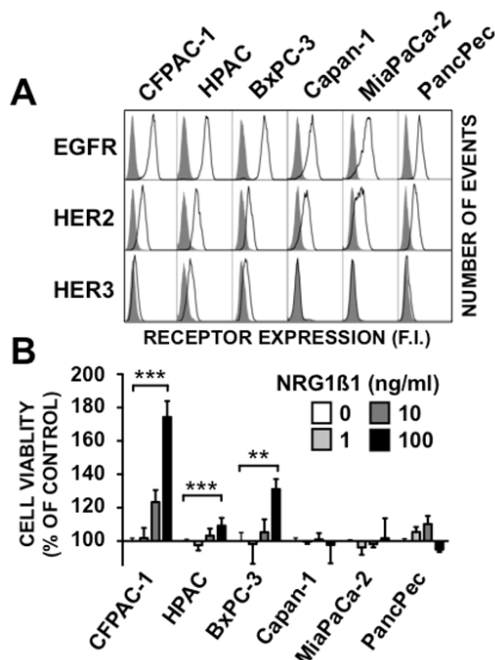 CFPAC-1 HPAC BxPC-3 Capan-1 MiaPaCa-2 PancPec
A
EGFR
HER2
HER3
NUMBER OF EVENTS
RECEPTOR EXPRESSION (F.I.)
B
CELL VIABLITY
(% OF CONTROL)
200
180
160
140
120
100
***
***
**
NRG1ß1 (ng/ml)
0 10
1 100
CFPAC-1 HPAC BxPC-3 Capan-1 MiaPaCa-2 PancPec